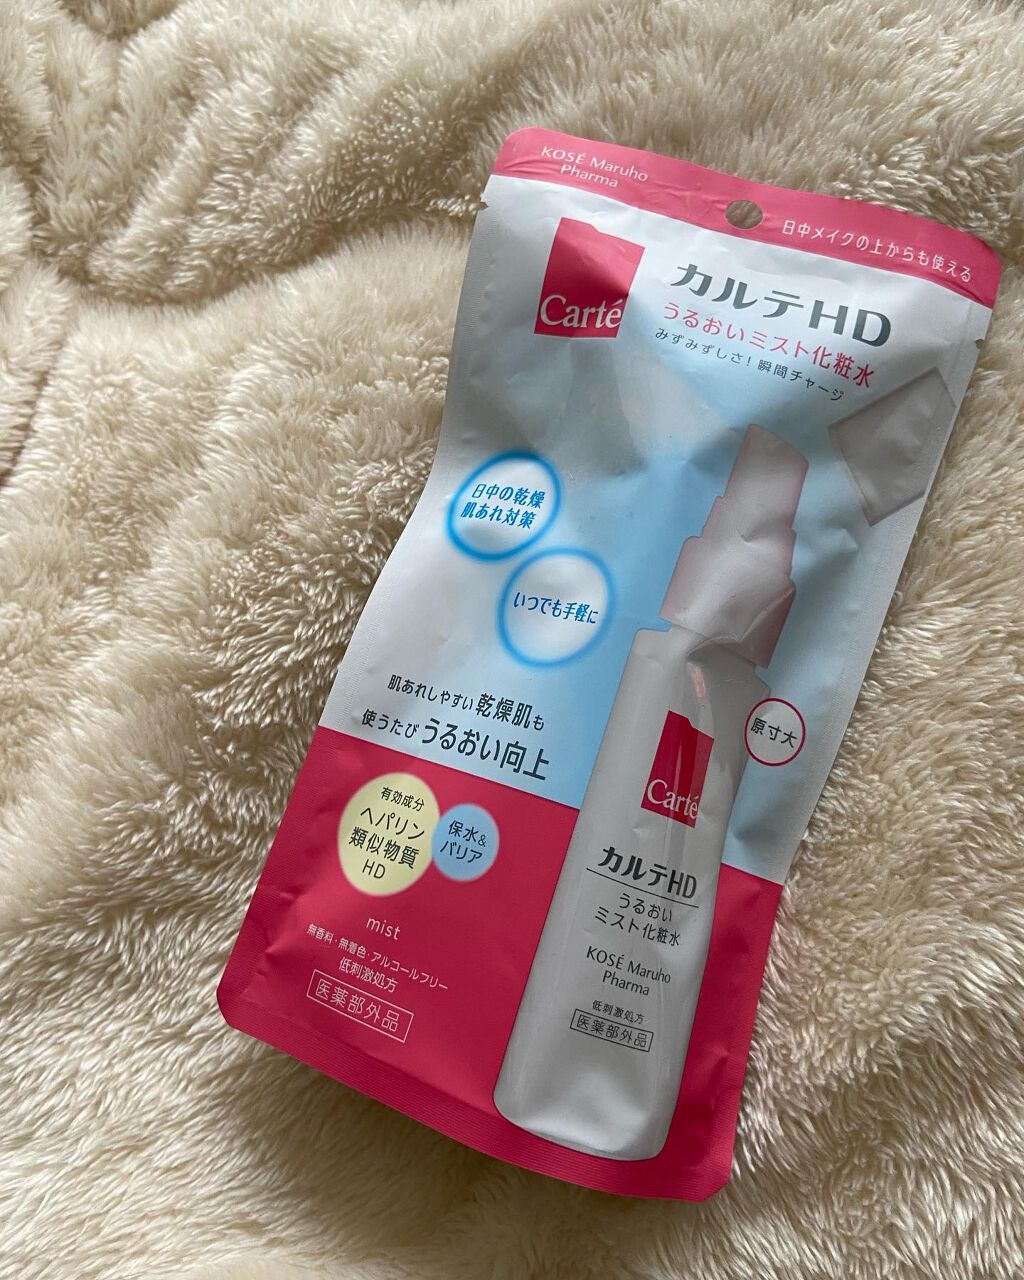 KOSÉ Maruho
Pharma
日中メイクの上からも使える
Carté
カルテHD
うるおいミスト化粧水
みずみずしさ!瞬間チャージ
日中の乾燥
肌あれ対策
いつでも手軽に
肌あれしやすい乾燥肌も
使うたびうるおい向上
原寸大
有効成分
ヘパリン
類似物質
HD
保水&
バリア
mist
無香料・無着色・アルコールフリー
低刺激処方
医薬部外品
Carté
カルテHD
うるおい
ミスト化粧水
KOSÉ Maruho
Pharma
低刺激処方
医薬部外品